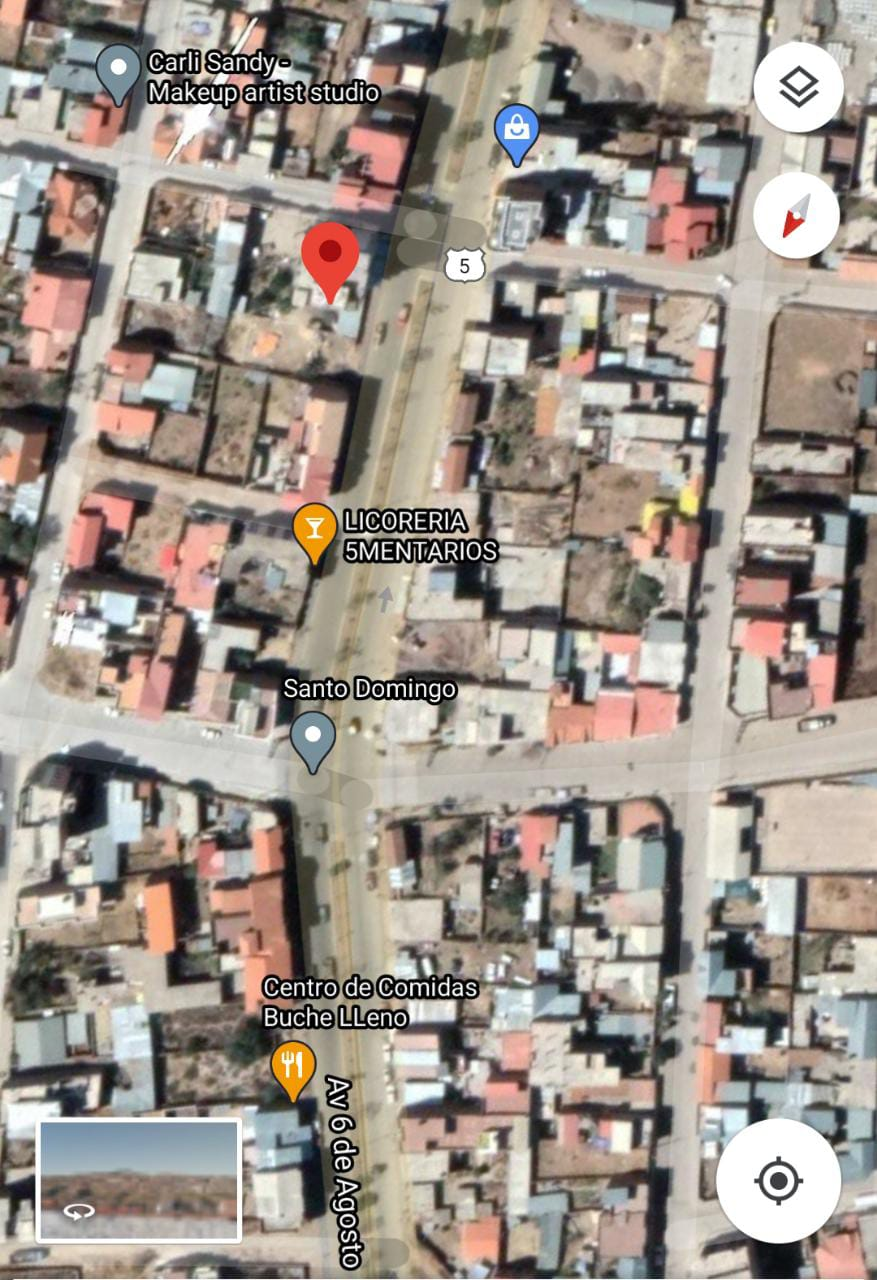 Carli Sandy -
Makeup artist studio
5
LICORERIA
5MENTARIOS
Santo Domingo
Centro de Comidas
Buche LLeno
Av 6 de Agosto